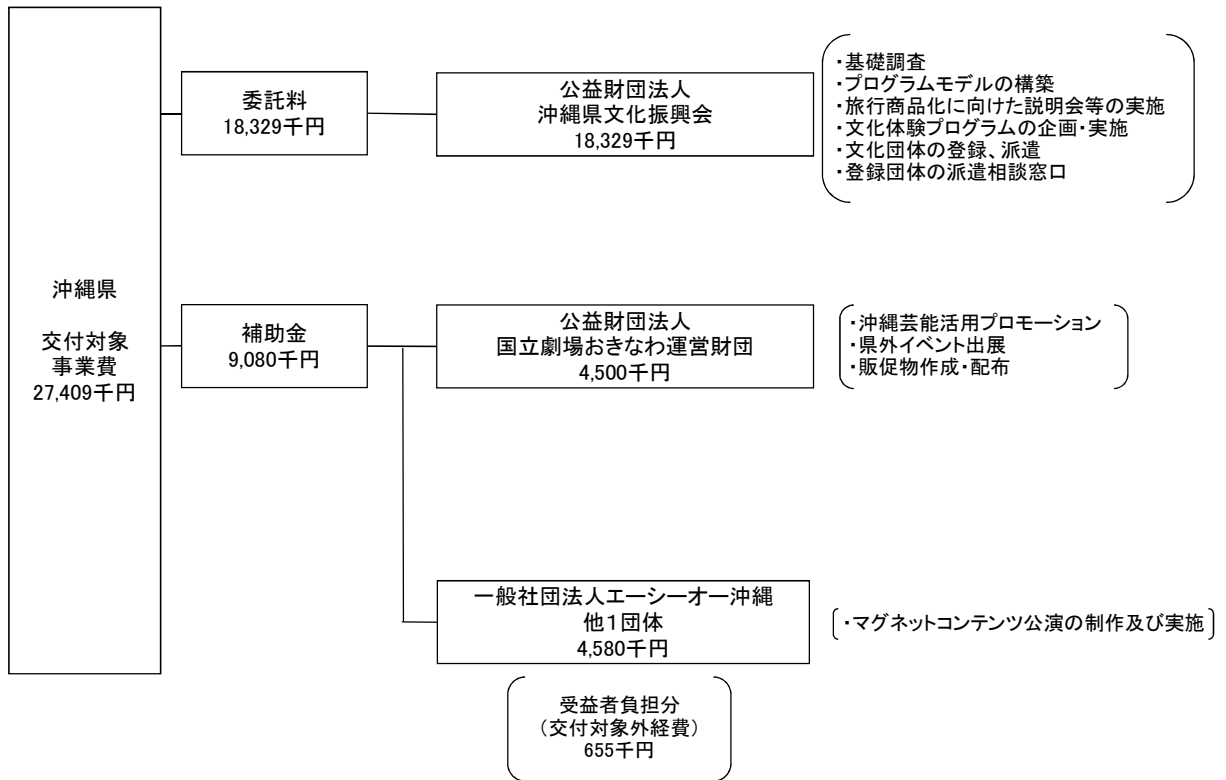 沖縄県
交付対象
事業費
27,409千円
委託料
18,329千円
公益財団法人
沖縄県文化振興会
18,329千円
・基礎調査
・プログラムモデルの構築
・旅行商品化に向けた説明会等の実施
・文化体験プログラムの企画・実施
・文化団体の登録、派遣
・登録団体の派遣相談窓口
補助金
9,080千円
公益財団法人
国立劇場おきなわ運営財団
4,500千円
・沖縄芸能活用プロモーション
・県外イベント出展
・販促物作成・配布
一般社団法人エーシーオー沖縄
他1団体
4,580千円
・マグネットコンテンツ公演の制作及び実施
受益者負担分
(交付対象外経費)
655千円